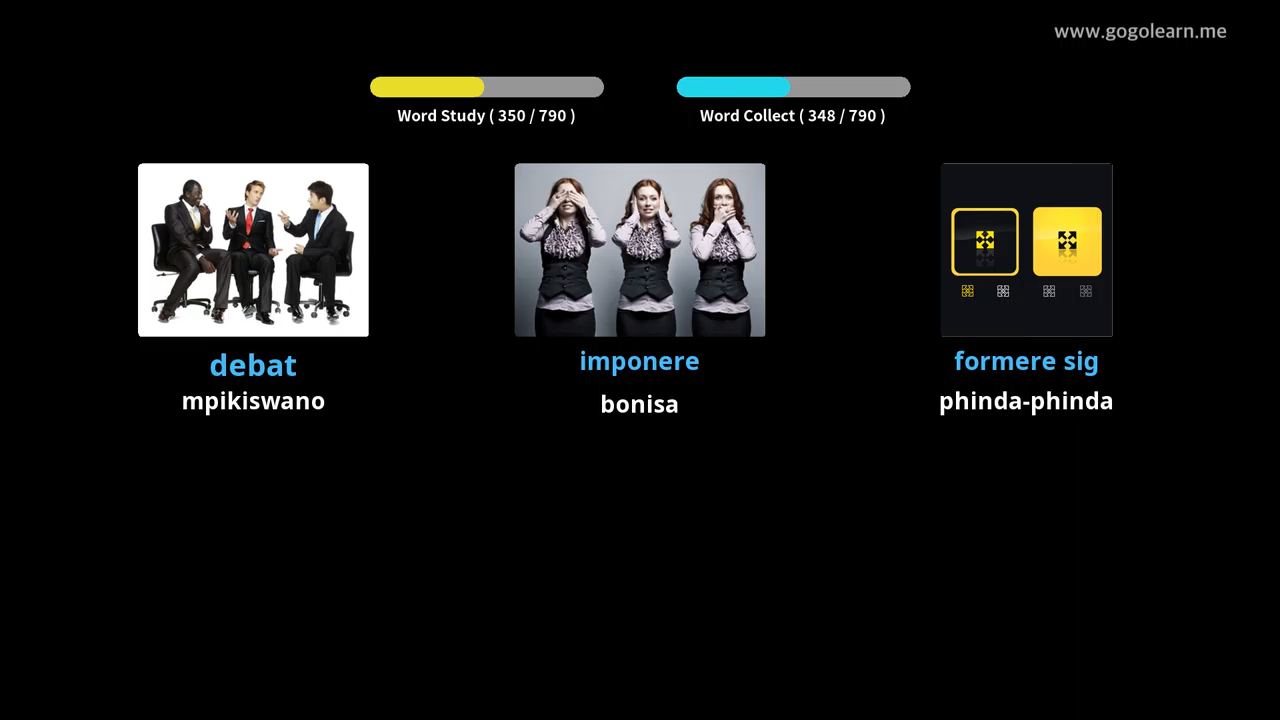 www.gogolearn.me
Word Study ( 350 / 790 )
Word Collect ( 348 / 790 )
debat
imponere
formere sig
mpikiswano
bonisa
phinda-phinda